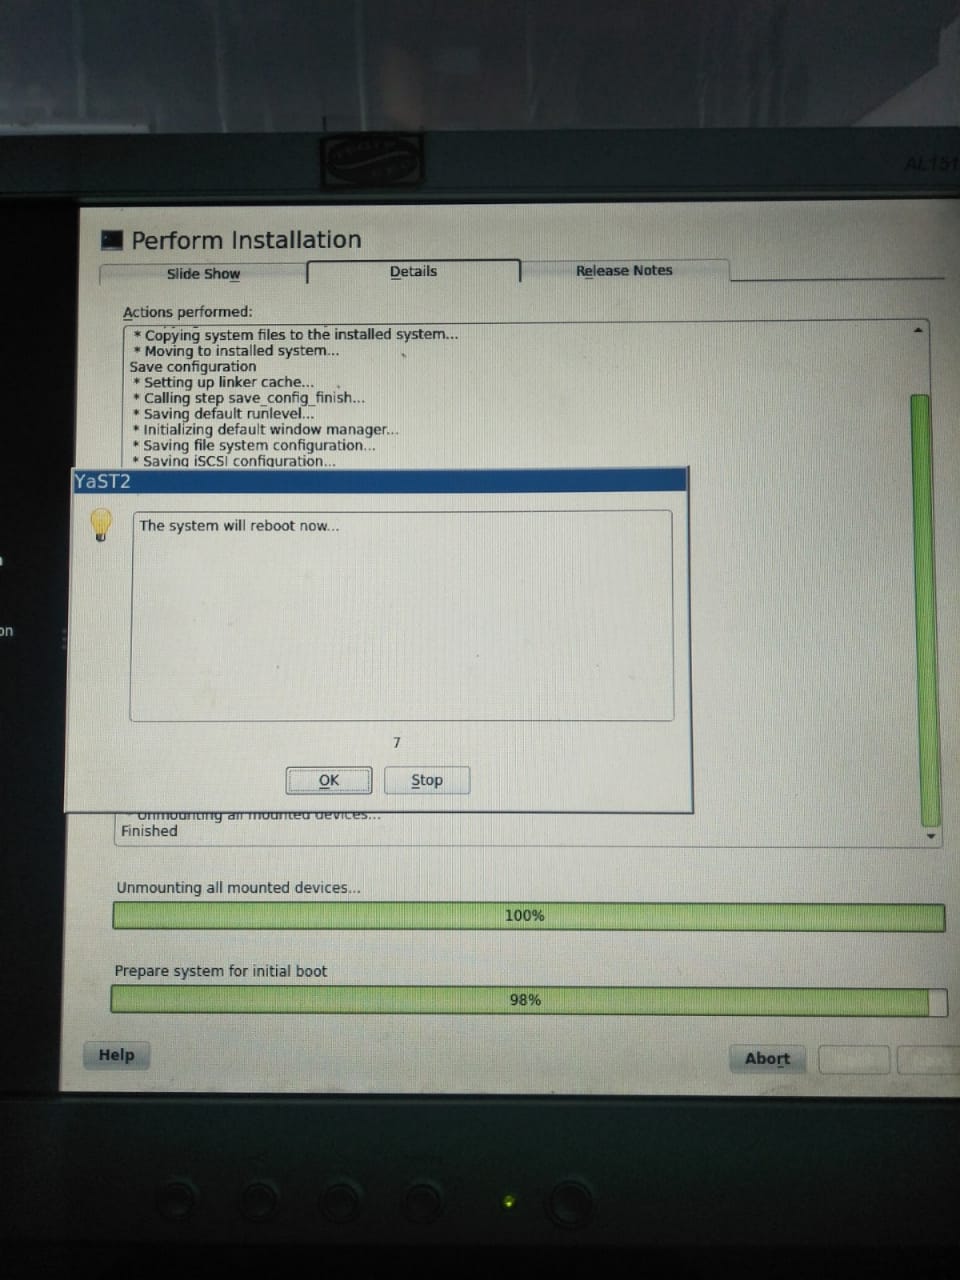 AL151
Perform Installation
Slide Show
Details
Release Notes
Actions performed:
* Copying system files to the installed system...
* Moving to installed system...
Save configuration
* Setting up linker cache...
* Calling step save_config_finish...
* Saving default runlevel...
* Initializing default window manager...
* Saving file system configuration...
* Saving iSCSI configuration...
YaST2
The system will reboot now...
on
7
OK
Stop
* Unmounting all mounted devices...
Finished
Unmounting all mounted devices...
100%
Prepare system for initial boot
98%
Help
Abort